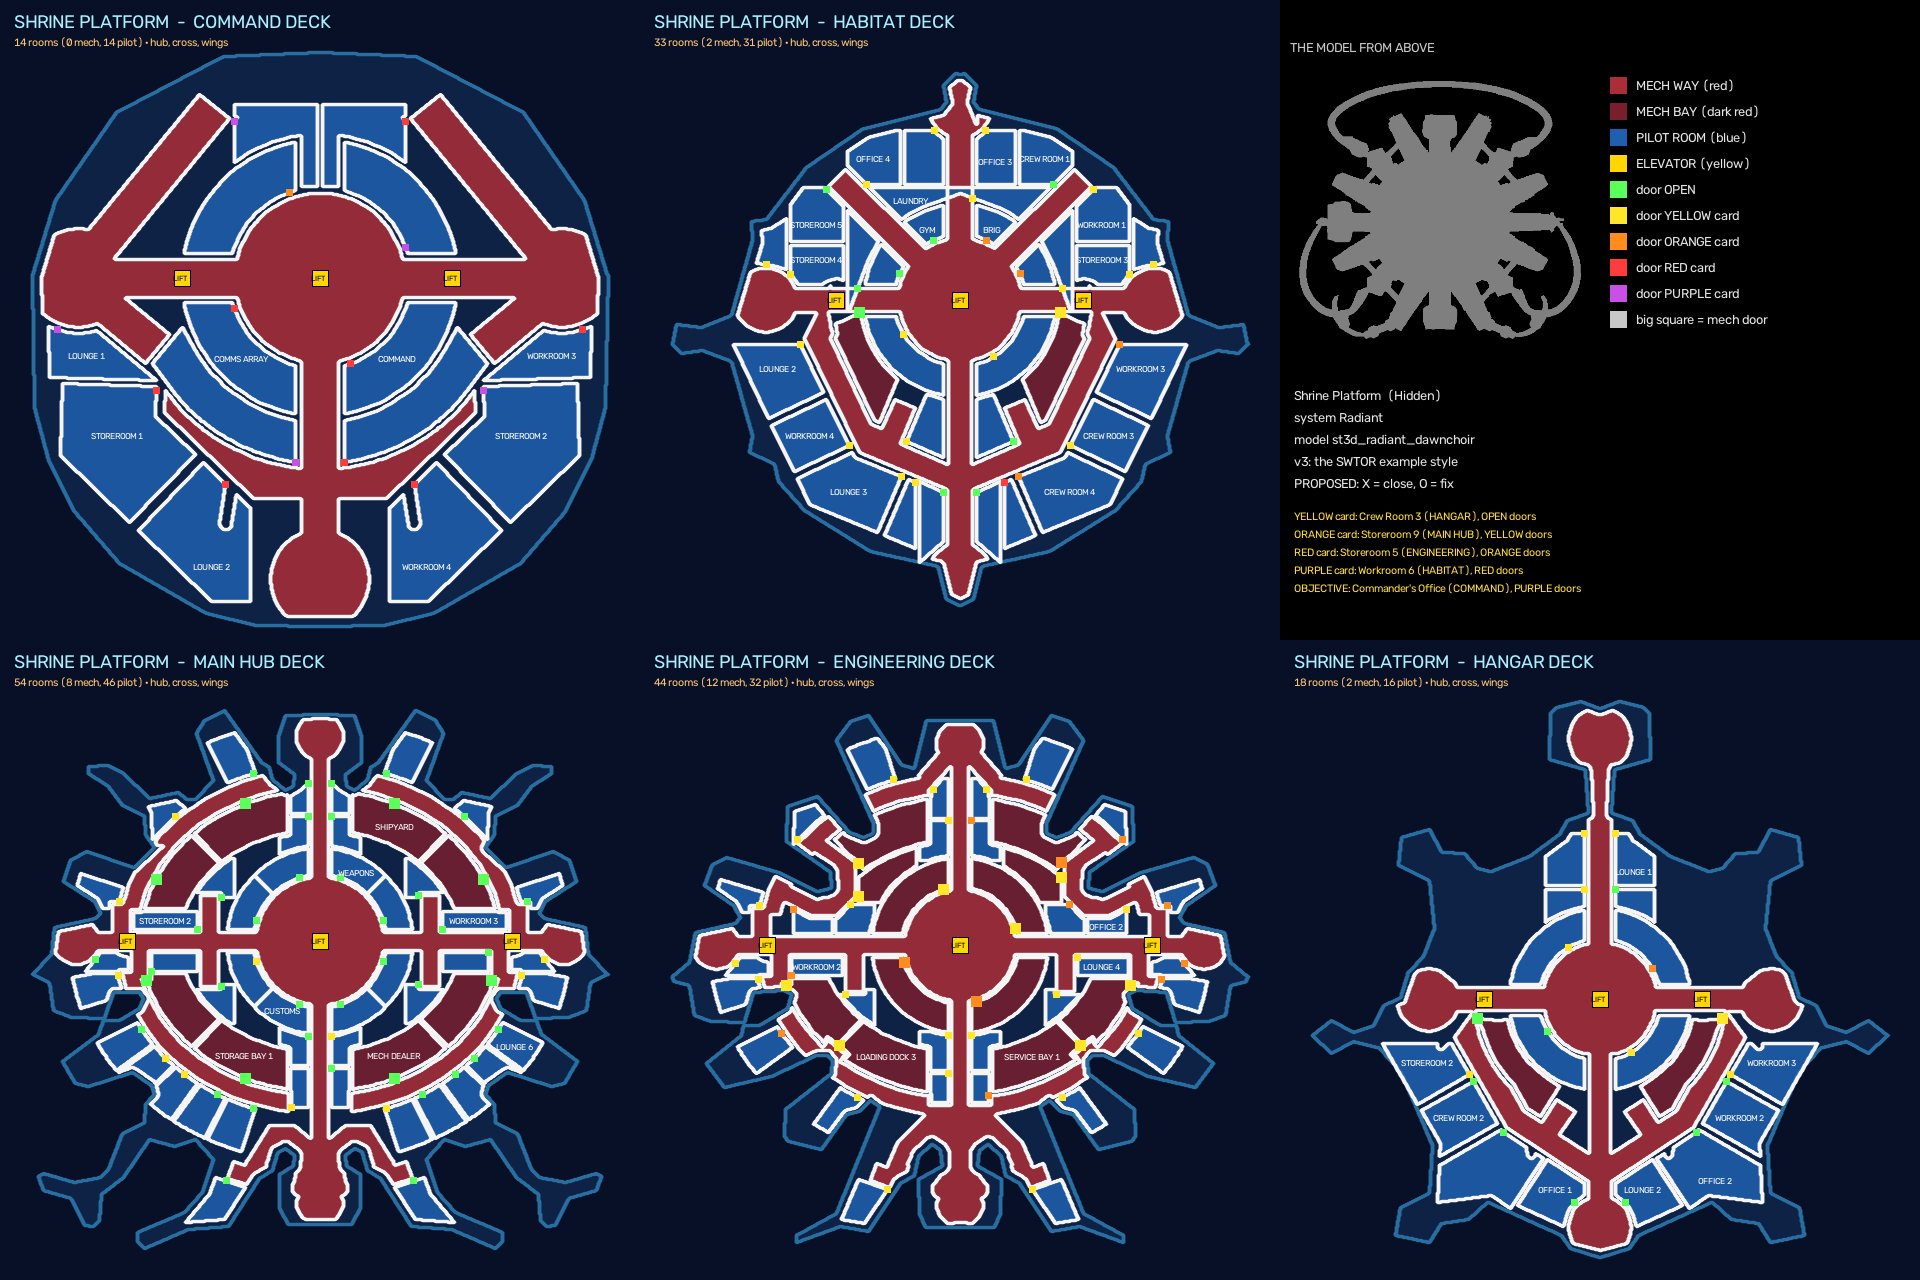 SHRINE PLATFORM - COMMAND DECK
14 rooms (0 mech, 14 pilot) • hub, cross, wings
LIFT
LIFT
LIFT
LOUNGE 1
COMMS ARRAY
COMMAND
WORKROOM 3
STOREROOM 1
STOREROOM 2
LOUNGE 2
WORKROOM 4
SHRINE PLATFORM - HABITAT DECK
33 rooms (2 mech, 31 pilot) • hub, cross, wings
OFFICE 4
OFFICE 3
CREW ROOM 1
LAUNDRY
STOREROOM 5
GYM
BRIG
WORKROOM 1
STOREROOM 4
STOREROOM 3
LIFT
LIFT
LIFT
LOUNGE 2
WORKROOM 3
WORKROOM 4
CREW ROOM 3
LOUNGE 3
CREW ROOM 4
THE MODEL FROM ABOVE
MECH WAY (red)
MECH BAY (dark red)
PILOT ROOM (blue)
ELEVATOR (yellow)
door OPEN
door YELLOW card
door ORANGE card
door RED card
door PURPLE card
big square = mech door
Shrine Platform (Hidden)
system Radiant
model st3d_radiant_dawnchoir
v3: the SWTOR example style
PROPOSED: X = close, O = fix
YELLOW card: Crew Room 3 (HANGAR), OPEN doors
ORANGE card: Storeroom 9 (MAIN HUB), YELLOW doors
RED card: Storeroom 5 (ENGINEERING), ORANGE doors
PURPLE card: Workroom 6 (HABITAT), RED doors
OBJECTIVE: Commander's Office (COMMAND), PURPLE doors
SHRINE PLATFORM - MAIN HUB DECK
54 rooms (8 mech, 46 pilot) • hub, cross, wings
SHIPYARD
WEAPONS
STOREROOM 2
WORKROOM 3
LIFT
LIFT
LIFT
CUSTOMS
STORAGE BAY 1
MECH DEALER
LOUNGE 6
SHRINE PLATFORM - ENGINEERING DECK
44 rooms (12 mech, 32 pilot) • hub, cross, wings
OFFICE 2
LIFT
LIFT
LIFT
WORKROOM 2
LOUNGE 4
LOADING DOCK 3
SERVICE BAY 1
SHRINE PLATFORM - HANGAR DECK
18 rooms (2 mech, 16 pilot) • hub, cross, wings
LOUNGE 1
LIFT
LIFT
LIFT
STOREROOM 2
WORKROOM 3
CREW ROOM 2
WORKROOM 2
OFFICE 1
LOUNGE 2
OFFICE 2